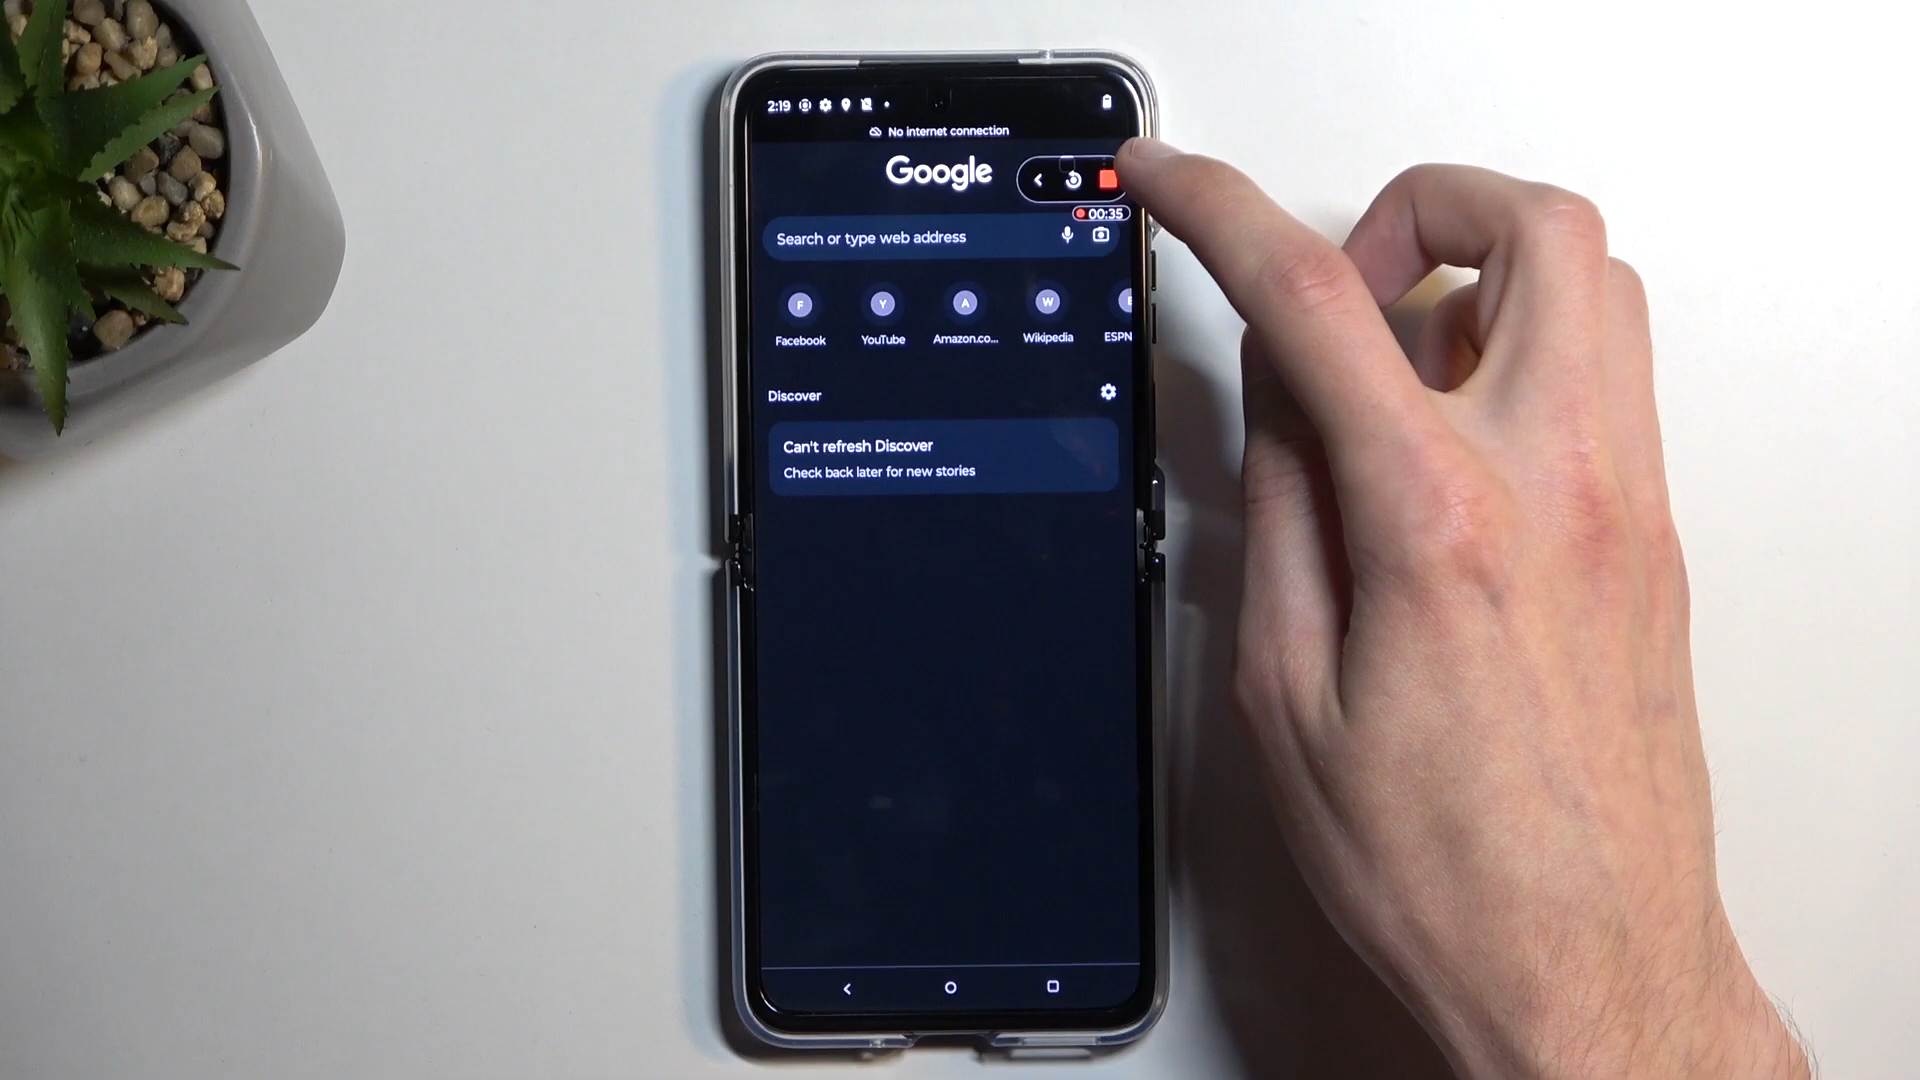 2:19
No internet connection
Google
00:35
Search or type web address
F Y A W E
Facebook YouTube Amazon.co... Wikipedia ESPN
Discover
Can't refresh Discover
Check back later for new stories